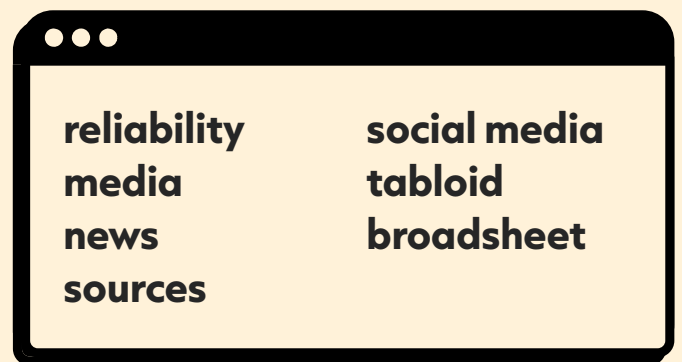 reliability
media
news
sources
social media
tabloid
broadsheet